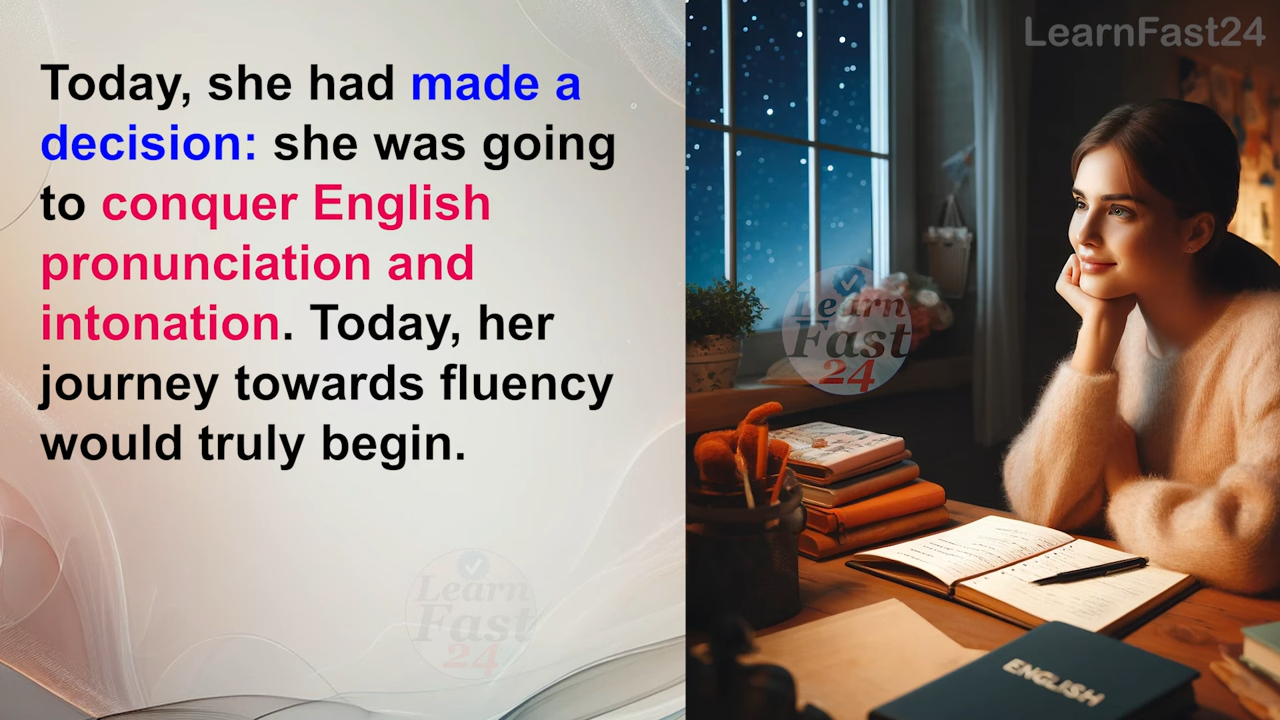 LearnFast24
Today, she had made a
decision: she was going
to conquer English
pronunciation and
intonation. Today, her
journey towards fluency
would truly begin.
Learn
Fast
24
Learn
Fast
24
ENGLISH